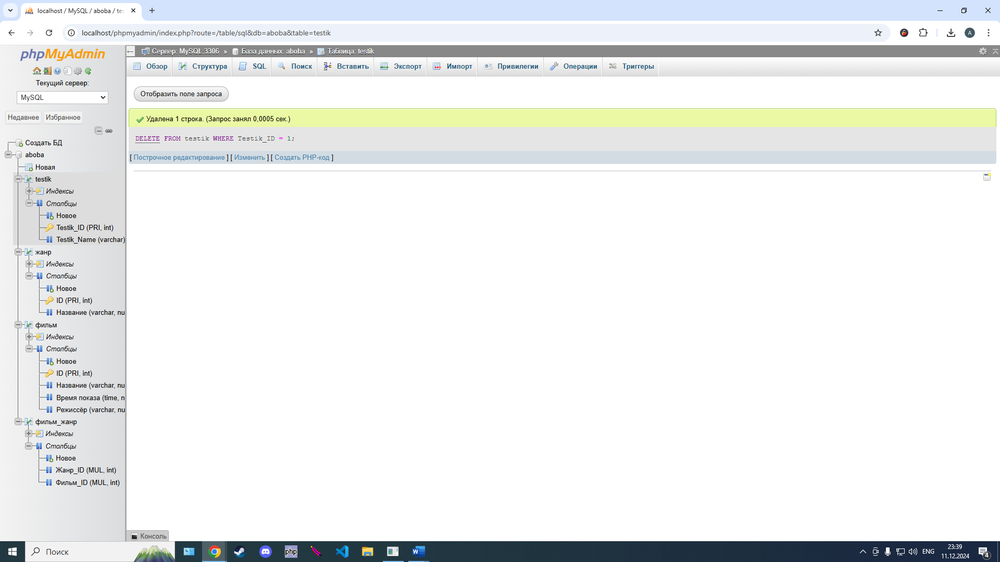 localhost / MySQL / aboba / tes
localhost/phpmyadmin/index.php?route=/table/sql&db=aboba&table=testik
A
phpMyAdmin
Текущий сервер:
MySQL
Недавнее
Избранное
Создать БД
aboba
Новая
testik
Индексы
Столбцы
Новое
Testik_ID (PRI, int)
Testik_Name (varchar)
жанр
Индексы
Столбцы
Новое
ID (PRI, int)
Название (varchar, nu
фильм
Индексы
Столбцы
Новое
ID (PRI, int)
Название (varchar, nu
Время показа (time, n
Режиссёр (varchar, nu
фильм_жанр
Индексы
Столбцы
Новое
Жанр_ID (MUL, int)
Фильм_ID (MUL, int)
Сервер: MySQL:3306 » База данных: aboba » Таблица: testik
Обзор Структура SQL Поиск Вставить Экспорт Импорт Привилегии Операции Триггеры
Отобразить поле запроса
Удалена 1 строка. (Запрос занял 0,0005 сек.)
DELETE FROM testik WHERE Testik_ID = 1;
[ Построчное редактирование ] [ Изменить ] [ Создать PHP-код ]
Консоль
Поиск
php
W
ENG
23:39
11.12.2024
4